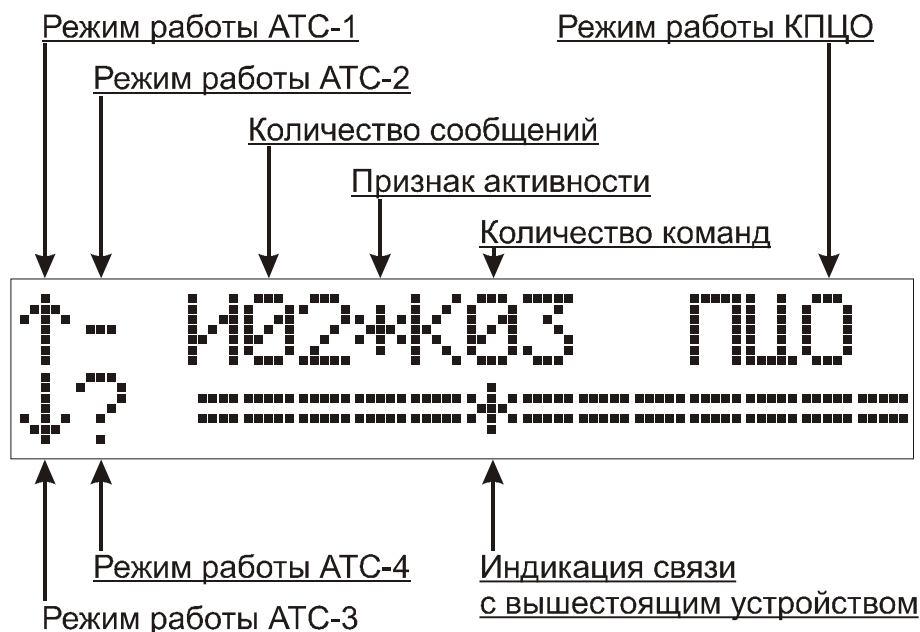 Режим работы АТС-1
Режим работы КПЦО
Режим работы АТС-2
Количество сообщений
Признак активности
Количество команд
↑- И02*К03 ПЦО
↓? =====*=======
Режим работы АТС-4
Режим работы АТС-3
Индикация связи
с вышестоящим устройством